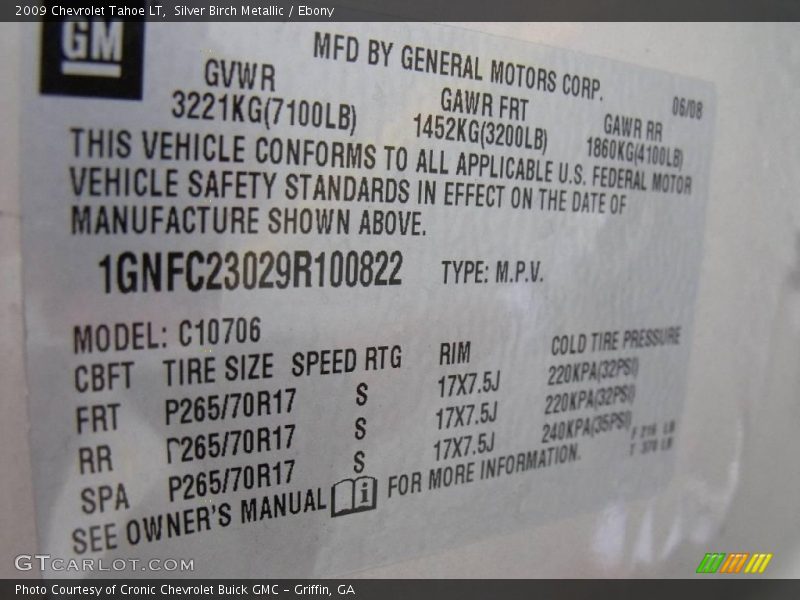 2009 Chevrolet Tahoe LT, Silver Birch Metallic / Ebony
GM
MFD BY GENERAL MOTORS CORP.
GVWR GAWR FRT GAWR RR 06/08
3221KG(7100LB) 1452KG(3200LB) 1860KG(4100LB)
THIS VEHICLE CONFORMS TO ALL APPLICABLE U.S. FEDERAL MOTOR
VEHICLE SAFETY STANDARDS IN EFFECT ON THE DATE OF
MANUFACTURE SHOWN ABOVE.
1GNFC23029R100822 TYPE: M.P.V.
MODEL: C10706
CBFT TIRE SIZE SPEED RTG RIM COLD TIRE PRESSURE
FRT P265/70R17 S 17X7.5J 220KPA(32PSI)
RR P265/70R17 S 17X7.5J 220KPA(32PSI)
SPA P265/70R17 S 17X7.5J 240KPA(35PSI)
F 216 LB
T 370 LB
SEE OWNER'S MANUAL i FOR MORE INFORMATION.
GTCARLOT.COM
Photo Courtesy of Cronic Chevrolet Buick GMC – Griffin, GA